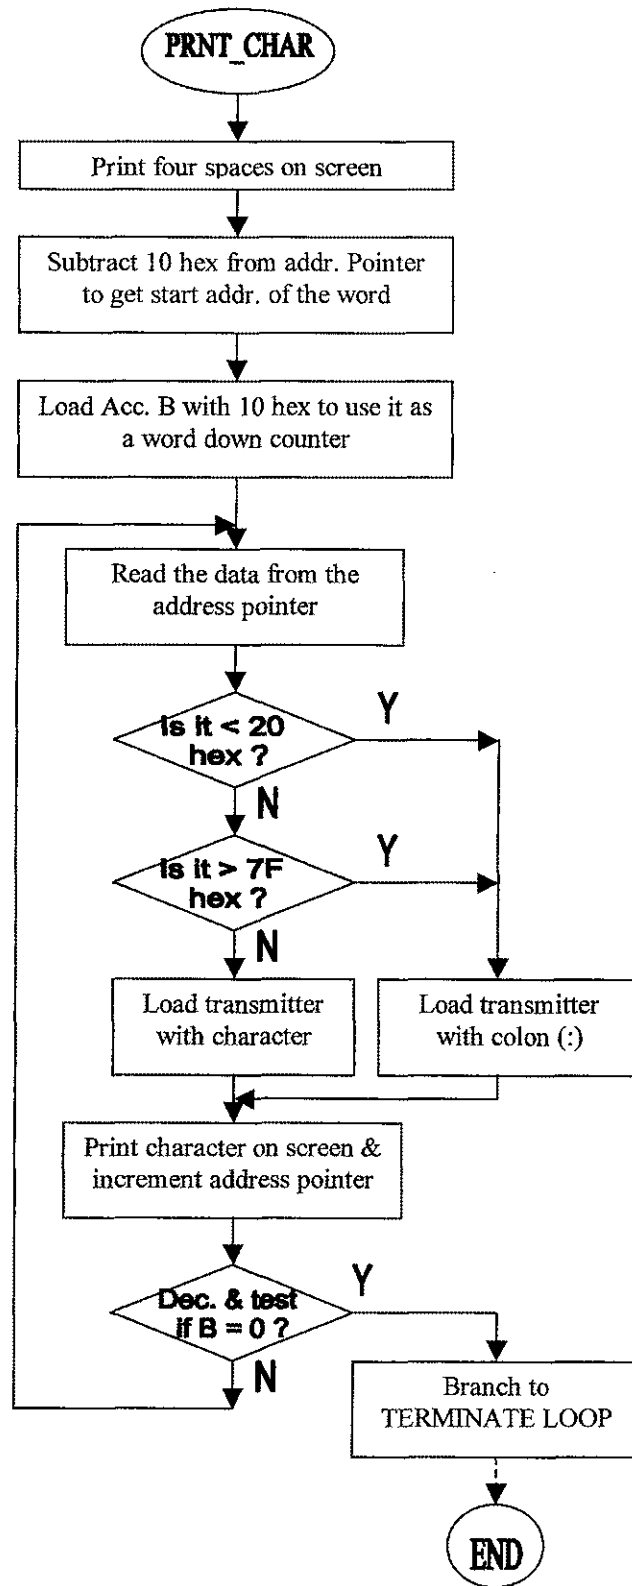 PRNT_CHAR
Print four spaces on screen
Subtract 10 hex from addr. Pointer
to get start addr. of the word
Load Acc. B with 10 hex to use it as
a word down counter
Read the data from the
address pointer
Is it < 20
hex ?
Y
N
Is it > 7F
hex ?
Y
N
Load transmitter
with character
Load transmitter
with colon (:)
Print character on screen &
increment address pointer
Dec. & test
if B = 0 ?
Y
N
Branch to
TERMINATE LOOP
END